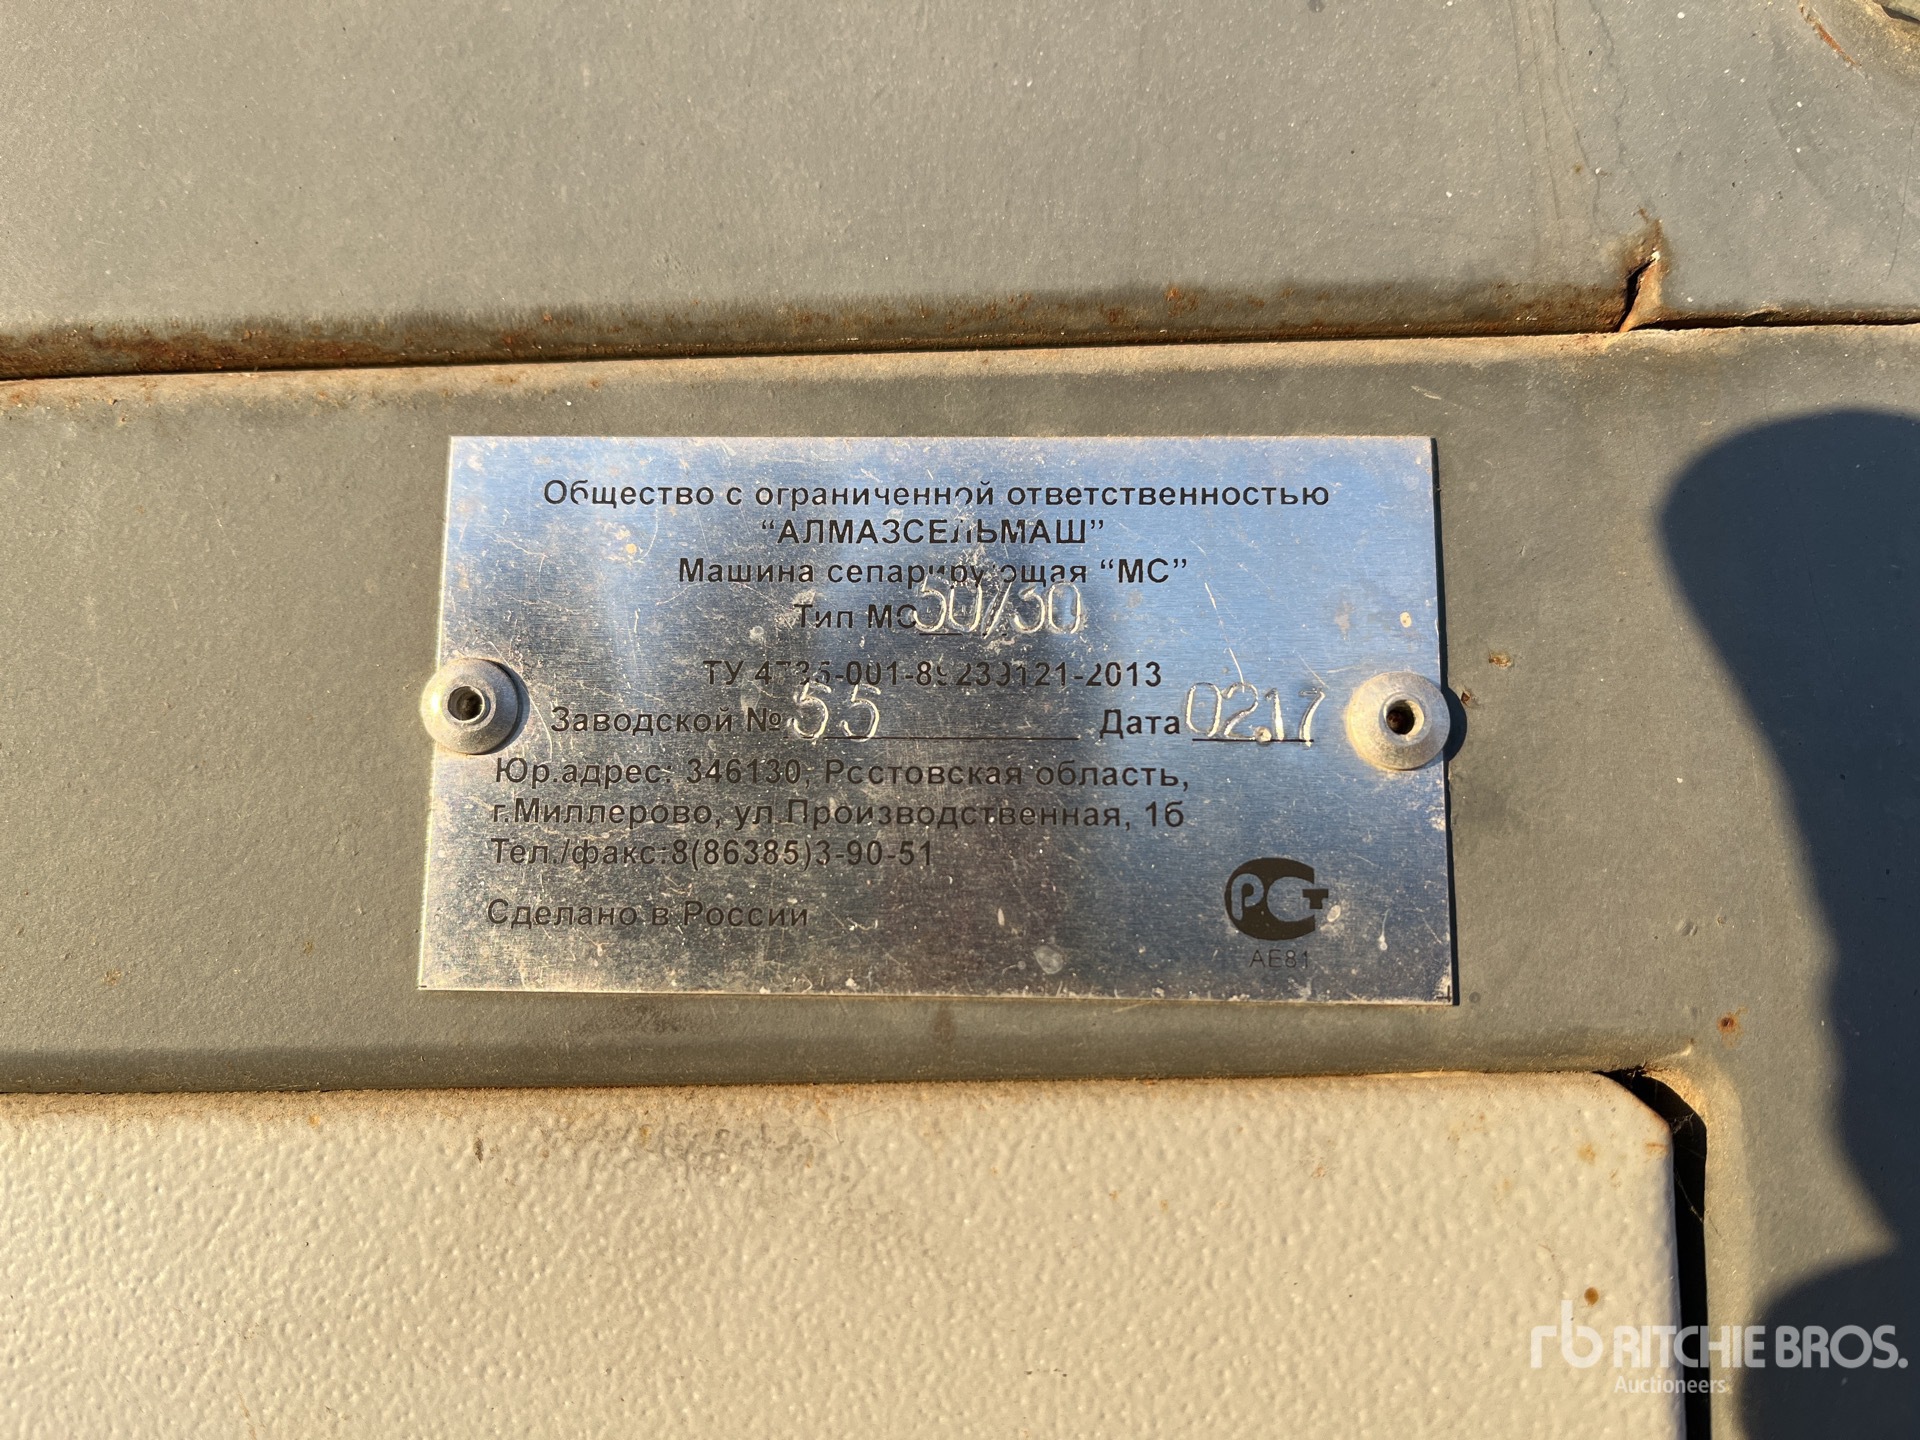 Общество с ограниченной ответственностью
“АЛМАЗСЕЛЬМАШ”
Машина сепарирующая “МС”
Тип МС 50/30
ТУ 4735-001-89239121-2013
Заводской № 55 Дата 02.17
Юр.адрес: 346130, Ростовская область,
г.Миллерово, ул.Производственная, 1б
Тел./факс:8(86385)3-90-51
Сделано в России
РСТ
АЕ81
rb RITCHIE BROS.
Auctioneers